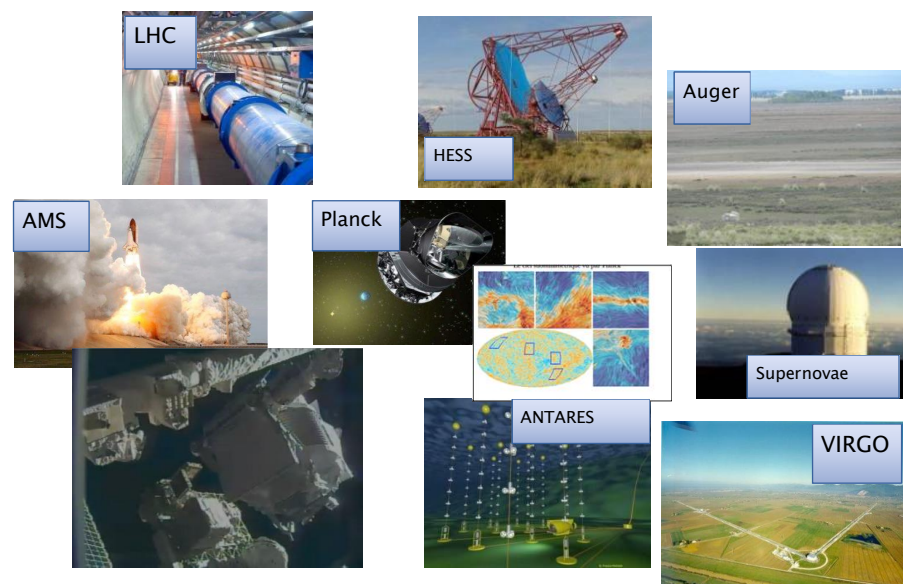 LHC
HESS
Auger
AMS
Planck
Supernovae
ANTARES
VIRGO